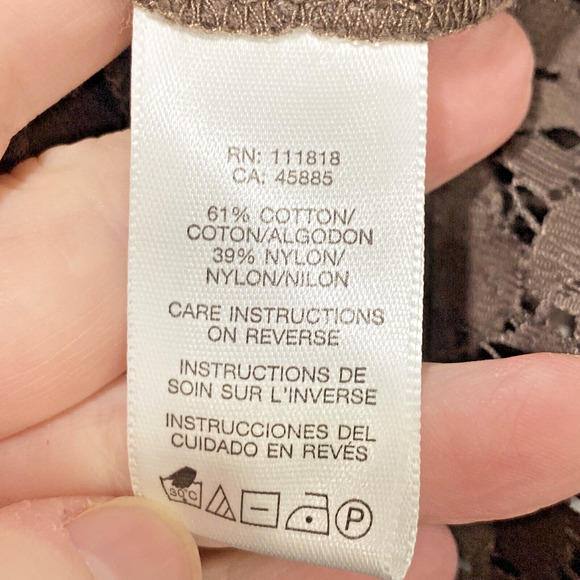 RN: 111818
CA: 45885
61% COTTON/
COTON/ALGODON
39% NYLON/
NYLON/NILON
CARE INSTRUCTIONS
ON REVERSE
INSTRUCTIONS DE
SOIN SUR L'INVERSE
INSTRUCCIONES DEL
CUIDADO EN REVÉS
30°C P